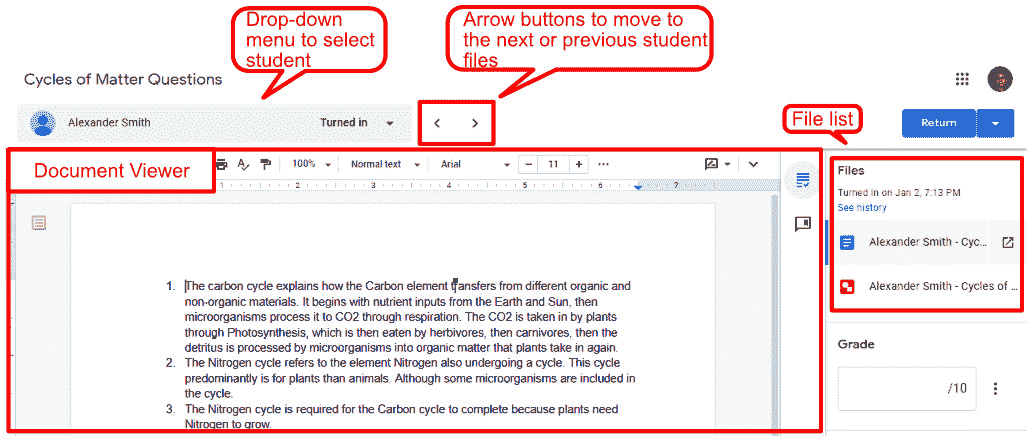 Drop-down
menu to select
student
Arrow buttons to move to
the next or previous student
files
Cycles of Matter Questions
Alexander Smith
Turned in
File list
Return
Document Viewer
100%
Normal text
Arial
11
1 2 3 4 5 6 7
Files
Turned in on Jan 2, 7:13 PM
See history
Alexander Smith - Cyc...
Alexander Smith - Cycles of ...
1. The carbon cycle explains how the Carbon element transfers from different organic and
non-organic materials. It begins with nutrient inputs from the Earth and Sun, then
microorganisms process it to CO2 through respiration. The CO2 is taken in by plants
through Photosynthesis, which is then eaten by herbivores, then carnivores, then the
detritus is processed by microorganisms into organic matter that plants take in again.
2. The Nitrogen cycle refers to the element Nitrogen also undergoing a cycle. This cycle
predominantly is for plants than animals. Although some microorganisms are included in
the cycle.
3. The Nitrogen cycle is required for the Carbon cycle to complete because plants need
Nitrogen to grow.
Grade
/10